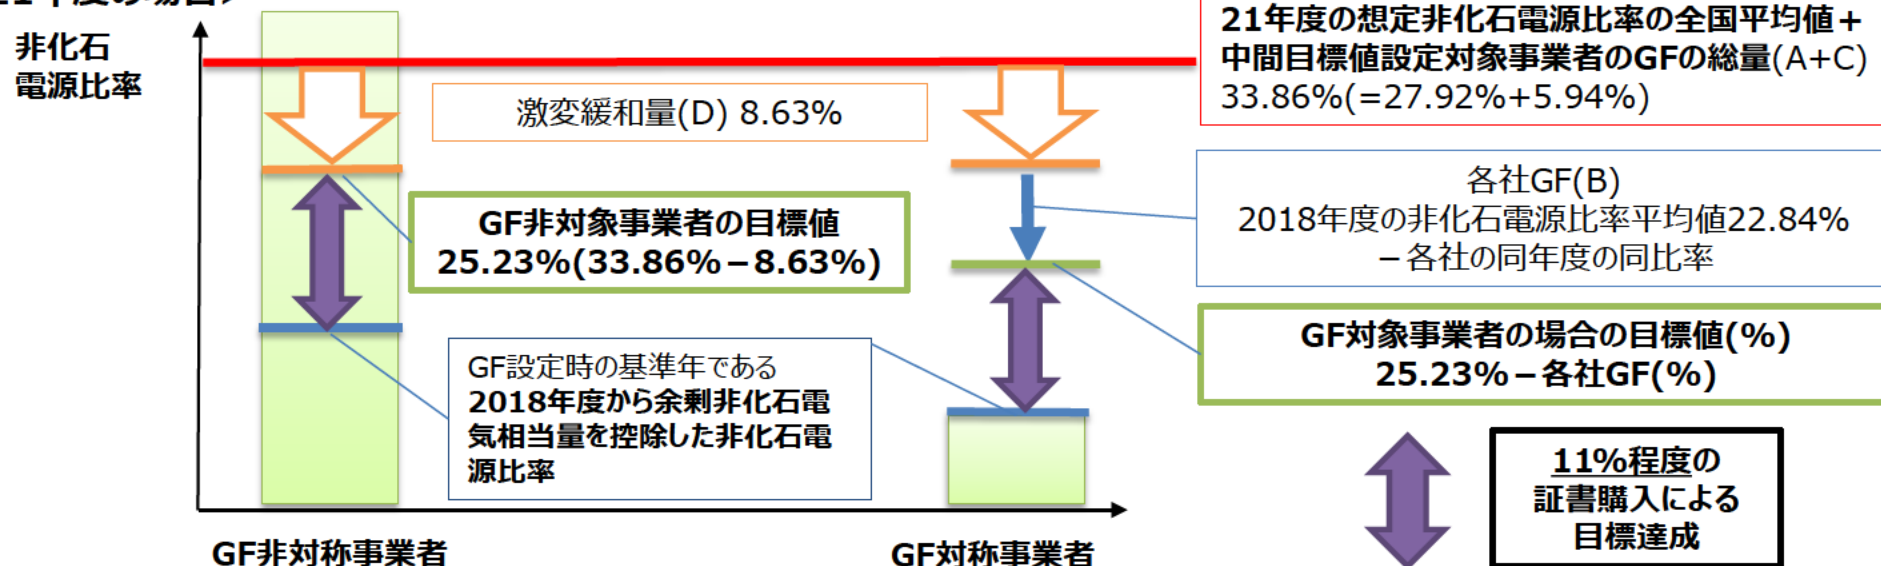 21年度の場合＞
非化石
電源比率
21年度の想定非化石電源比率の全国平均値＋
中間目標値設定対象事業者のGFの総量(A+C)
33.86%(=27.92%+5.94%)
激変緩和量(D) 8.63%
各社GF(B)
2018年度の非化石電源比率平均値22.84%
－各社の同年度の同比率
GF非対象事業者の目標値
25.23%(33.86%－8.63%)
GF対象事業者の場合の目標値(%)
25.23%－各社GF(%)
GF設定時の基準年である
2018年度から余剰非化石電
気相当量を控除した非化石電
源比率
11%程度の
証書購入による
目標達成
GF非対称事業者
GF対称事業者